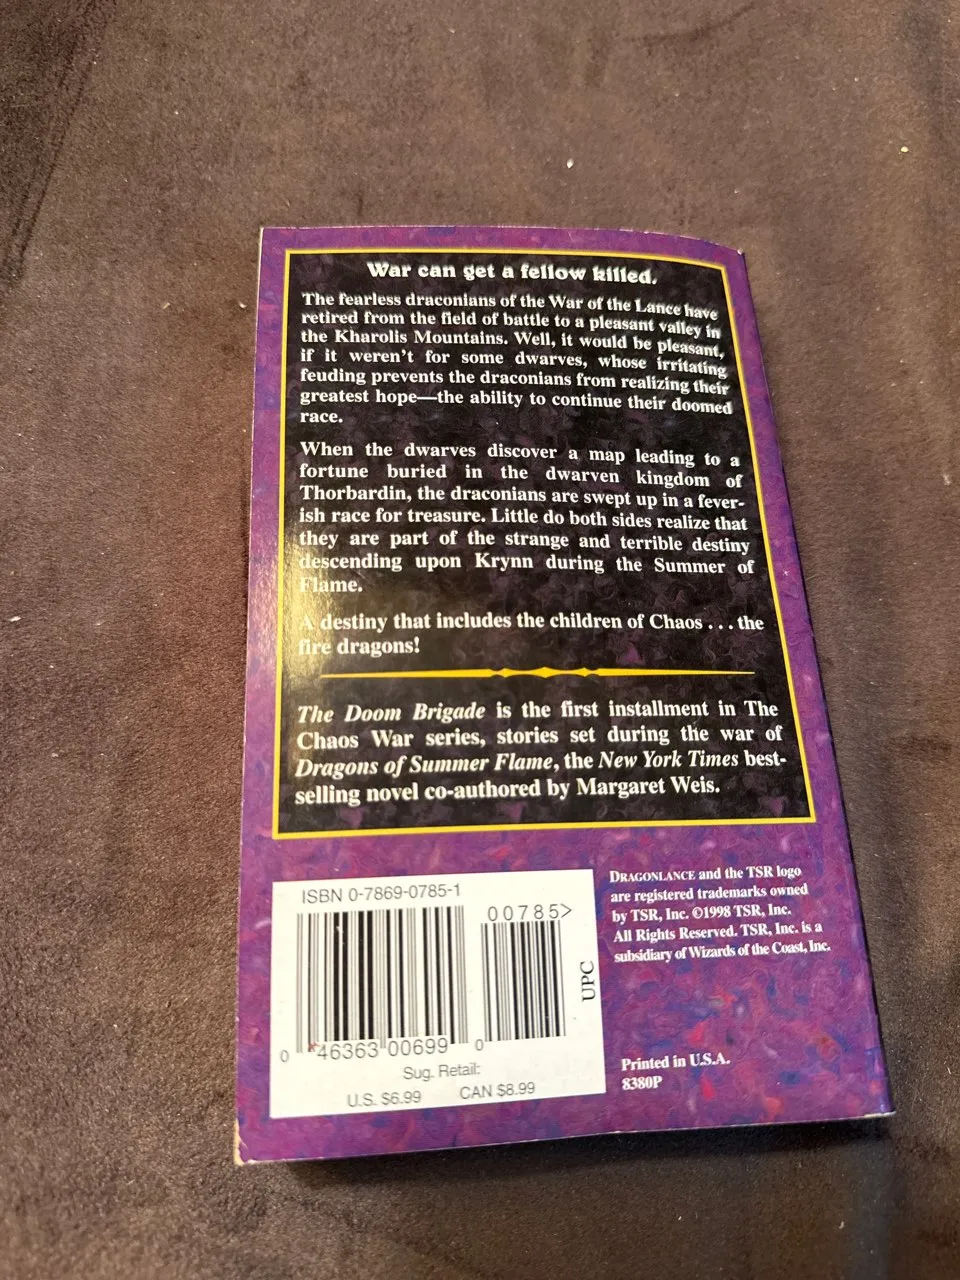 War can get a fellow killed.
The fearless draconians of the War of the Lance have
retired from the field of battle to a pleasant valley in
the Kharolis Mountains. Well, it would be pleasant,
if it weren't for some dwarves, whose irritating
feuding prevents the draconians from realizing their
greatest hope—the ability to continue their doomed
race.
When the dwarves discover a map leading to a
fortune buried in the dwarven kingdom of
Thorbardin, the draconians are swept up in a fever-
ish race for treasure. Little do both sides realize that
they are part of the strange and terrible destiny
descending upon Krynn during the Summer of
Flame.
A destiny that includes the children of Chaos . . . the
fire dragons!
The Doom Brigade is the first installment in The
Chaos War series, stories set during the war of
Dragons of Summer Flame, the New York Times best-
selling novel co-authored by Margaret Weis.
ISBN 0-7869-0785-1
00785>
UPC
0 46363 00699 0
Sug. Retail:
U.S. $6.99 CAN $8.99
DRAGONLANCE and the TSR logo
are registered trademarks owned
by TSR, Inc. ©1998 TSR, Inc.
All Rights Reserved. TSR, Inc. is a
subsidiary of Wizards of the Coast, Inc.
Printed in U.S.A.
8380P